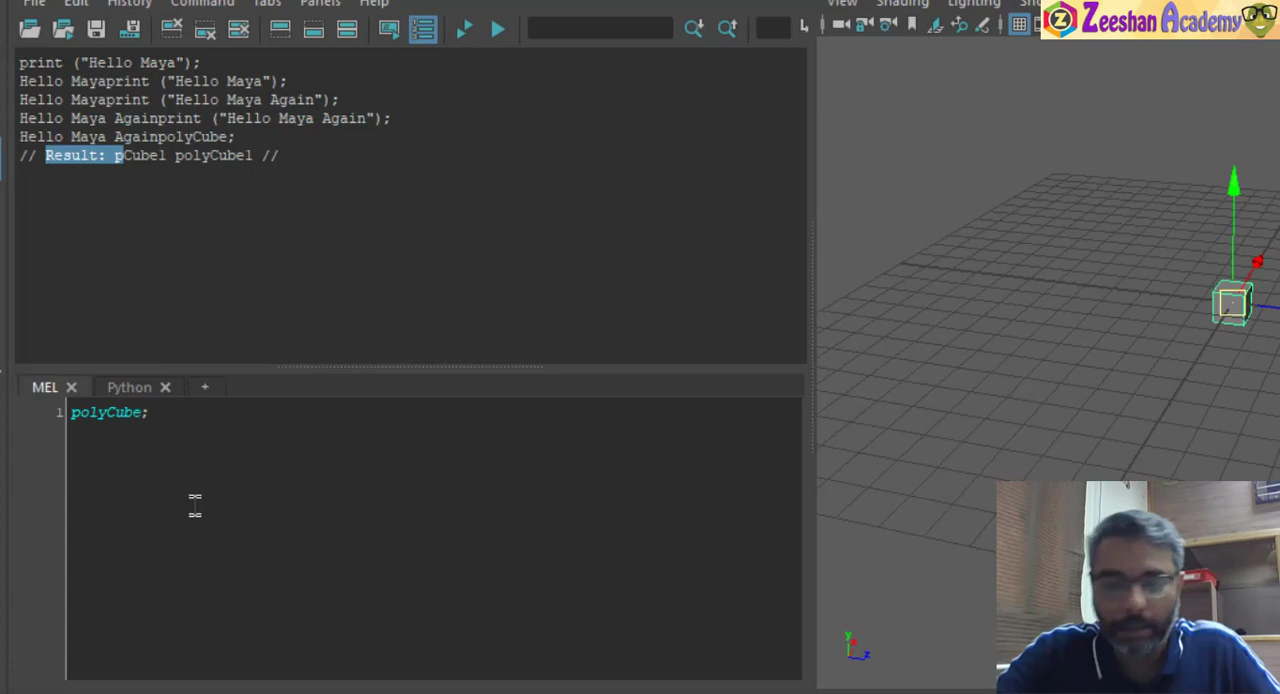 File Edit History Command Tabs Panels Help
View Shading Lighting
Zeeshan Academy
print ("Hello Maya");
Hello Mayaprint ("Hello Maya");
Hello Mayaprint ("Hello Maya Again");
Hello Maya Againprint ("Hello Maya Again");
Hello Maya AgainpolyCube;
// Result: pCube1 polyCube1 //
MEL Python +
1 polyCube;
y
z